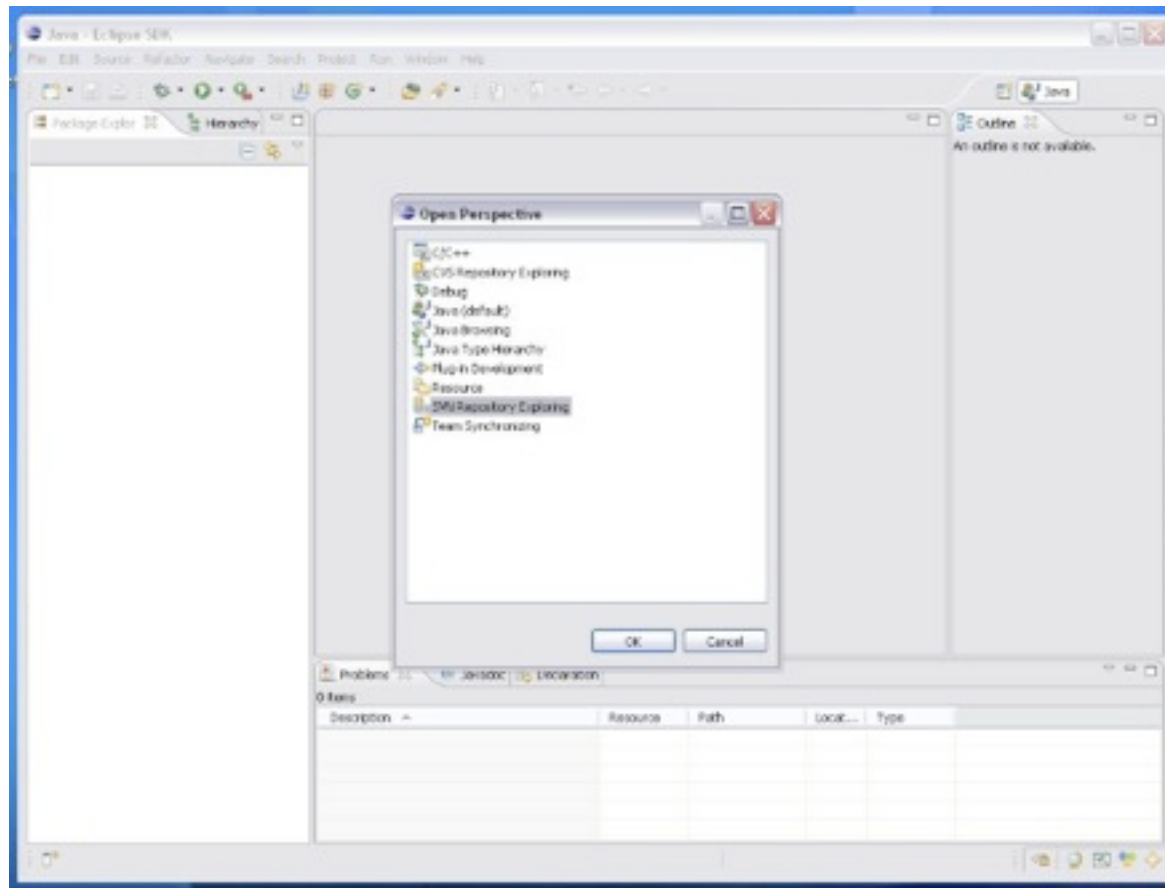 Java - Eclipse SDK
File Edit Source Refactor Navigate Search Project Run Window Help
Java
Package Explor
Hierarchy
Outline
An outline is not available.
Open Perspective
C/C++
CVS Repository Exploring
Debug
Java (default)
Java Browsing
Java Type Hierarchy
Plug-in Development
Resource
SVN Repository Exploring
Team Synchronizing
OK
Cancel
Problems
Javadoc
Declaration
0 items
Description
Resource
Path
Locat...
Type